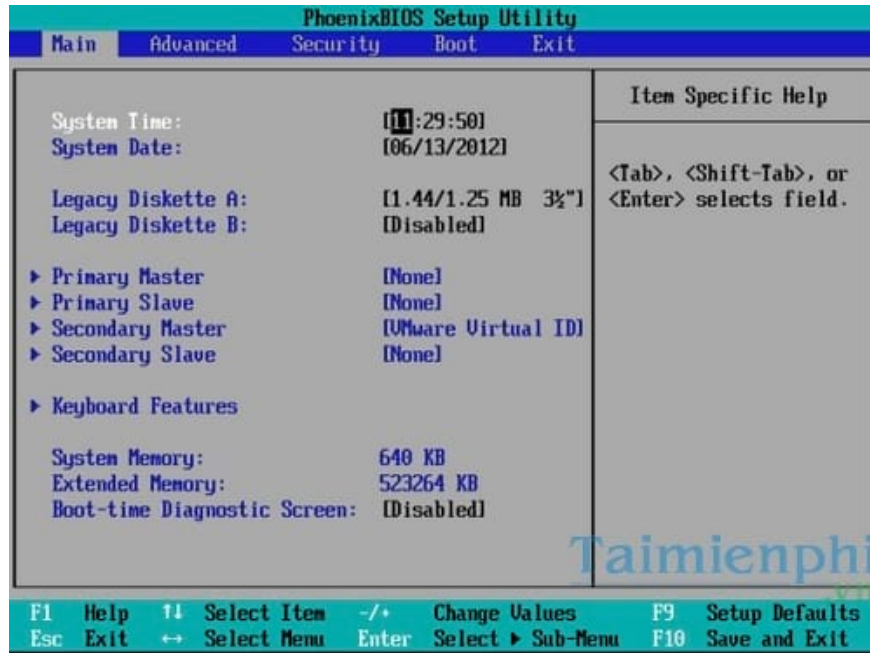 PhoenixBIOS Setup Utility
Main Advanced Security Boot Exit
Item Specific Help
System Time: [11:29:50]
System Date: [06/13/2012]
<Tab>, <Shift-Tab>, or
<Enter> selects field.
Legacy Diskette A: [1.44/1.25 MB 3½"]
Legacy Diskette B: [Disabled]
▶ Primary Master [None]
▶ Primary Slave [None]
▶ Secondary Master [VMware Virtual ID]
▶ Secondary Slave [None]
▶ Keyboard Features
System Memory: 640 KB
Extended Memory: 523264 KB
Boot-time Diagnostic Screen: [Disabled]
Taimienphi
.vn
F1 Help ↑↓ Select Item -/+ Change Values F9 Setup Defaults
Esc Exit ↔ Select Menu Enter Select ▶ Sub-Menu F10 Save and Exit